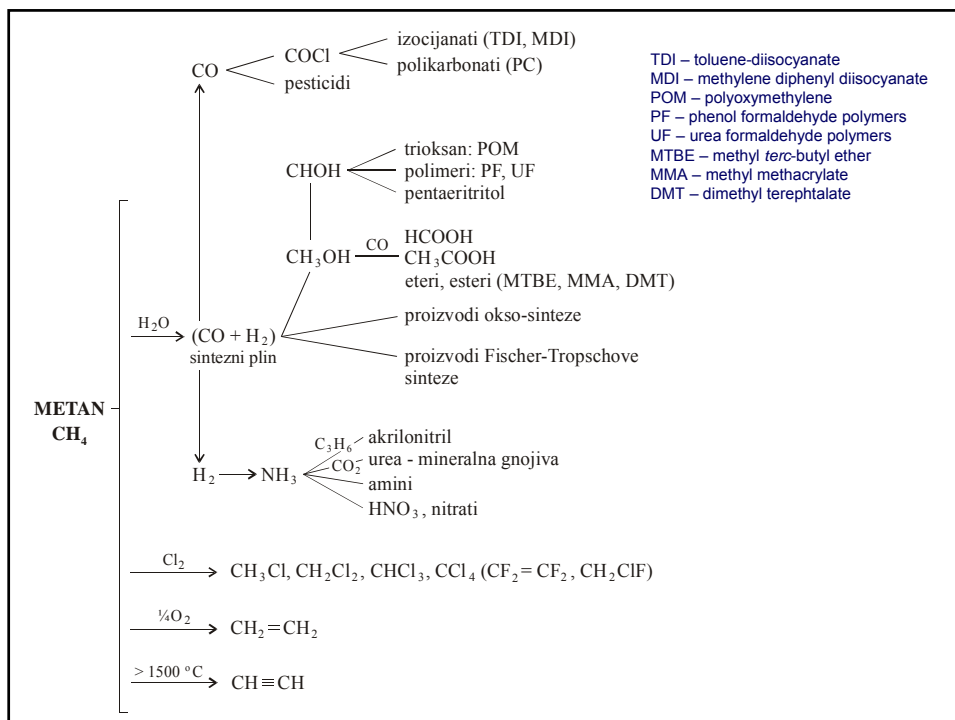 izocijanati (TDI, MDI)
CO
COCl
polikarbonati (PC)
pesticidi
TDI – toluene-diisocyanate
MDI – methylene diphenyl diisocyanate
POM – polyoxymethylene
PF – phenol formaldehyde polymers
UF – urea formaldehyde polymers
MTBE – methyl terc-butyl ether
MMA – methyl methacrylate
DMT – dimethyl terephtalate
trioksan: POM
CHOH
polimeri: PF, UF
pentaeritritol
CH₃OH
CO
HCOOH
CH₃COOH
eteri, esteri (MTBE, MMA, DMT)
H₂O
(CO + H₂)
sintezni plin
proizvodi okso-sinteze
proizvodi Fischer-Tropschove
sinteze
METAN
CH₄
H₂
NH₃
C₃H₆
akrilonitril
CO₂
urea - mineralna gnojiva
amini
HNO₃ , nitrati
Cl₂
CH₃Cl, CH₂Cl₂, CHCl₃, CCl₄ (CF₂ = CF₂ , CH₂ClF)
¼O₂
CH₂=CH₂
> 1500 °C
CH≡CH